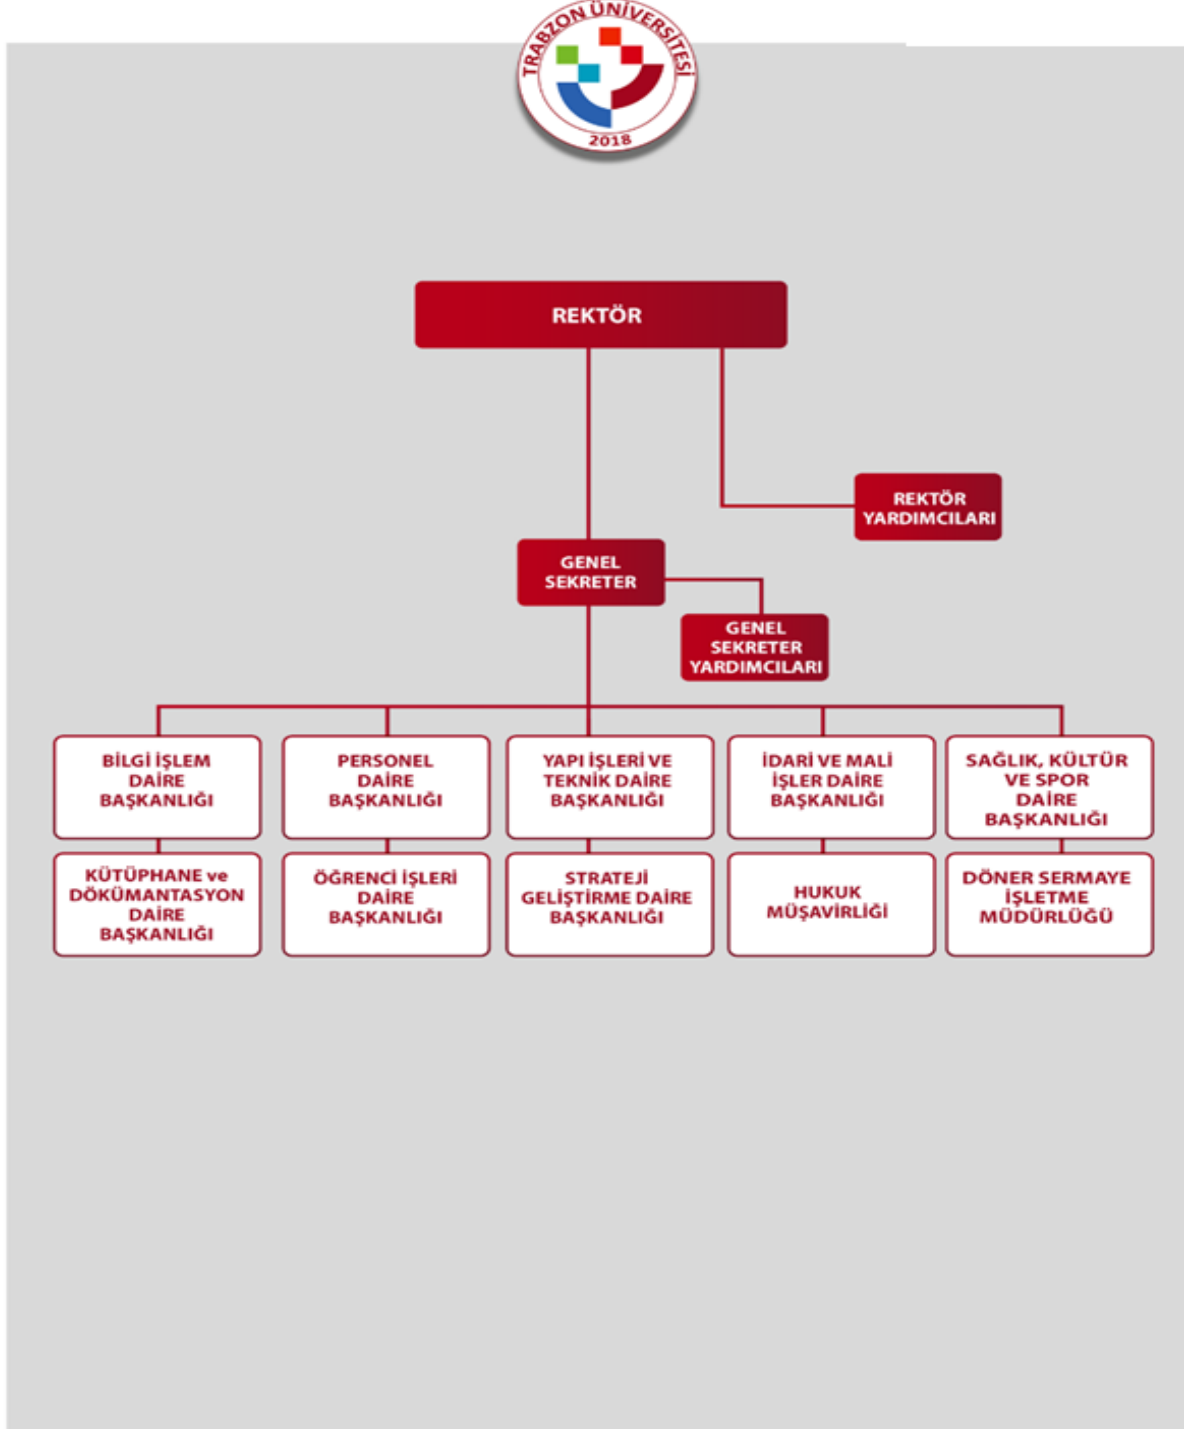 TRABZON ÜNİVERSİTESİ
2018
REKTÖR
REKTÖR
YARDIMCILARI
GENEL
SEKRETER
GENEL
SEKRETER
YARDIMCILARI
BİLGİ İŞLEM
DAİRE
BAŞKANLIĞI
PERSONEL
DAİRE
BAŞKANLIĞI
YAPI İŞLERİ VE
TEKNİK DAİRE
BAŞKANLIĞI
İDARİ VE MALİ
İŞLER DAİRE
BAŞKANLIĞI
SAĞLIK, KÜLTÜR
VE SPOR
DAİRE
BAŞKANLIĞI
KÜTÜPHANE ve
DÖKÜMANTASYON
DAİRE
BAŞKANLIĞI
ÖĞRENCİ İŞLERİ
DAİRE
BAŞKANLIĞI
STRATEJİ
GELİŞTİRME DAİRE
BAŞKANLIĞI
HUKUK
MÜŞAVİRLİĞİ
DÖNER SERMAYE
İŞLETME
MÜDÜRLÜĞÜ